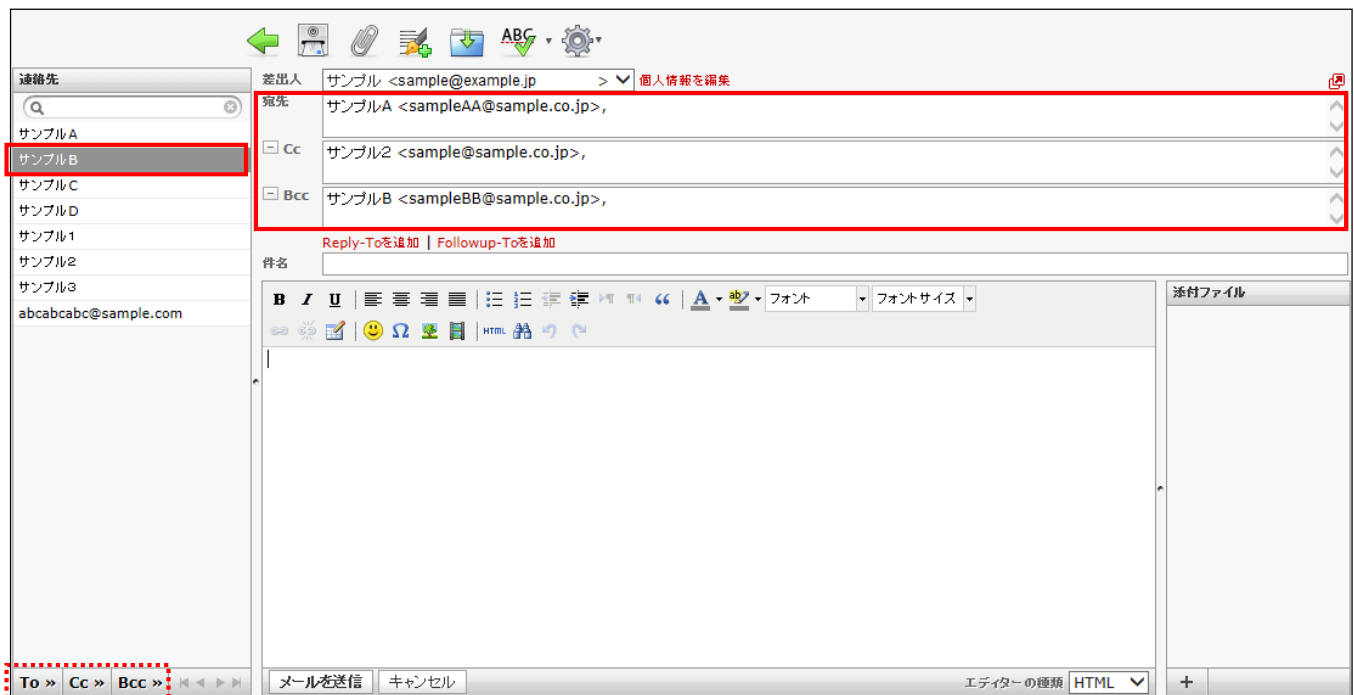 ABC
連絡先
サンプルA
サンプルB
サンプルC
サンプルD
サンプル1
サンプル2
サンプル3
abcabcabc@sample.com
To » Cc » Bcc »
差出人 サンプル <sample@example.jp > 個人情報を編集
宛先 サンプルA <sampleAA@sample.co.jp>,
Cc サンプル2 <sample@sample.co.jp>,
Bcc サンプルB <sampleBB@sample.co.jp>,
Reply-Toを追加 | Followup-Toを追加
件名
B I U A ab フォント フォントサイズ
Ω HTML
メールを送信 キャンセル エディターの種類 HTML
添付ファイル
+